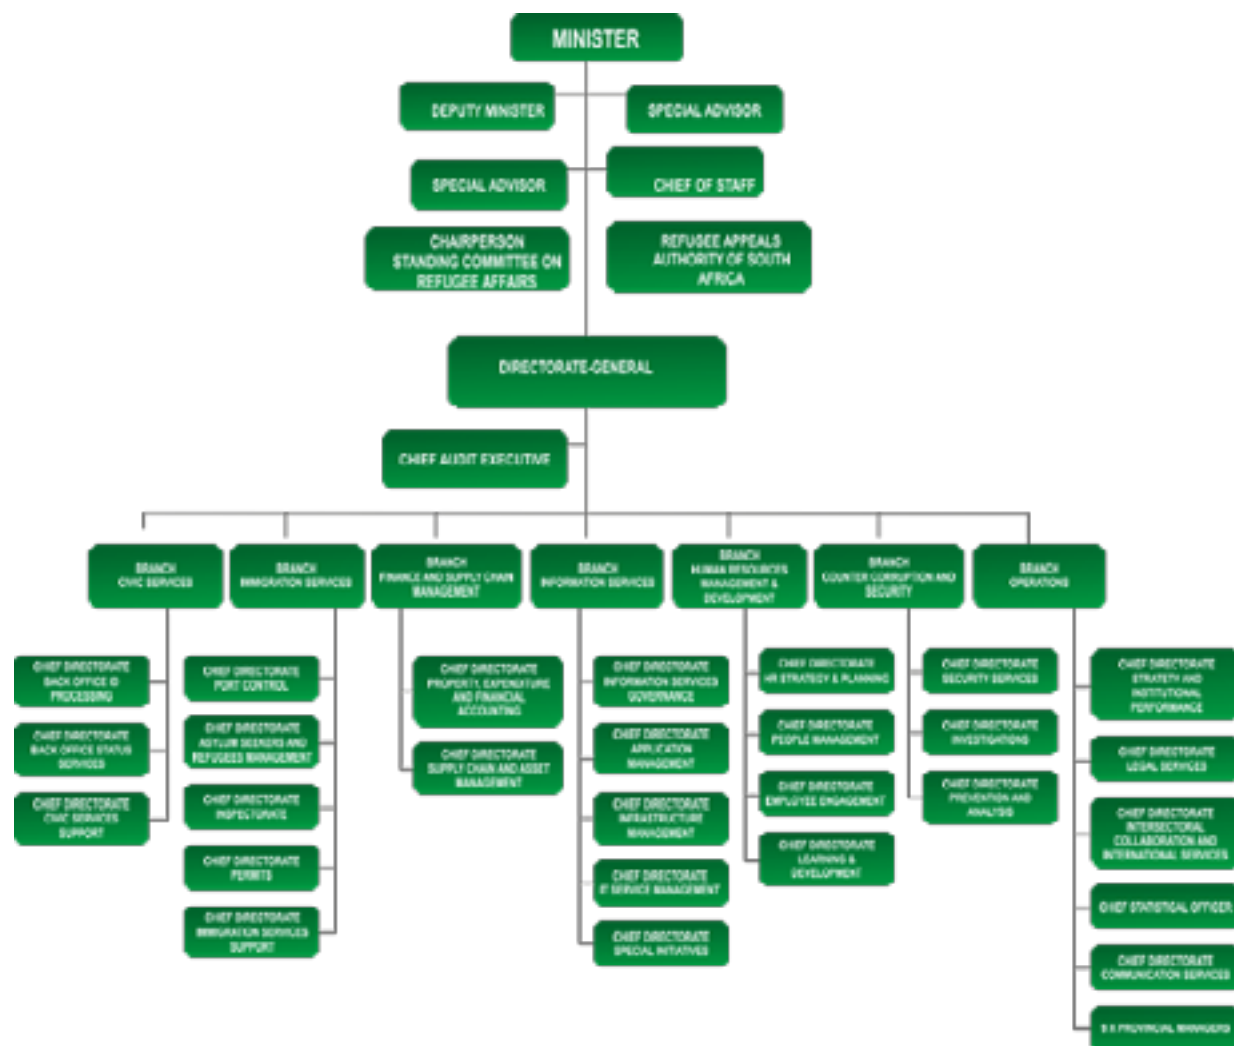 MINISTER
DEPUTY MINISTER
SPECIAL ADVISOR
SPECIAL ADVISOR
CHIEF OF STAFF
CHAIRPERSON
STANDING COMMITTEE ON
REFUGEE AFFAIRS
REFUGEE APPEALS
AUTHORITY OF SOUTH
AFRICA
DIRECTORATE-GENERAL
CHIEF AUDIT EXECUTIVE
BRANCH
CIVIC SERVICES
BRANCH
IMMIGRATION SERVICES
BRANCH
FINANCE AND SUPPLY CHAIN
MANAGEMENT
BRANCH
INFORMATION SERVICES
BRANCH
HUMAN RESOURCES
MANAGEMENT &
DEVELOPMENT
BRANCH
COUNTER CORRUPTION AND
SECURITY
BRANCH
OPERATIONS
CHIEF DIRECTORATE
BACK OFFICE ID
PROCESSING
CHIEF DIRECTORATE
BACK OFFICE STATUS
SERVICES
CHIEF DIRECTORATE
CIVIC SERVICES
SUPPORT
CHIEF DIRECTORATE
PORT CONTROL
CHIEF DIRECTORATE
ASYLUM SEEKERS AND
REFUGEES MANAGEMENT
CHIEF DIRECTORATE
INSPECTORATE
CHIEF DIRECTORATE
PERMITS
CHIEF DIRECTORATE
IMMIGRATION SERVICES
SUPPORT
CHIEF DIRECTORATE
PROPERTY, EXPENDITURE
AND FINANCIAL
ACCOUNTING
CHIEF DIRECTORATE
SUPPLY CHAIN AND ASSET
MANAGEMENT
CHIEF DIRECTORATE
INFORMATION SERVICES
GOVERNANCE
CHIEF DIRECTORATE
APPLICATION
MANAGEMENT
CHIEF DIRECTORATE
INFRASTRUCTURE
MANAGEMENT
CHIEF DIRECTORATE
IT SERVICE MANAGEMENT
CHIEF DIRECTORATE
SPECIAL INITIATIVES
CHIEF DIRECTORATE
HR STRATEGY & PLANNING
CHIEF DIRECTORATE
PEOPLE MANAGEMENT
CHIEF DIRECTORATE
EMPLOYEE ENGAGEMENT
CHIEF DIRECTORATE
LEARNING &
DEVELOPMENT
CHIEF DIRECTORATE
SECURITY SERVICES
CHIEF DIRECTORATE
INVESTIGATIONS
CHIEF DIRECTORATE
PREVENTION AND
ANALYSIS
CHIEF DIRECTORATE
STRATETY AND
INSTITUTIONAL
PERFORMANCE
CHIEF DIRECTORATE
LEGAL SERVICES
CHIEF DIRECTORATE
INTERSECTORAL
COLLABORATION AND
INTERNATIONAL SERVICES
CHIEF STATISTICAL OFFICER
CHIEF DIRECTORATE
COMMUNICATION SERVICES
9 X PROVINCIAL MANAGERS